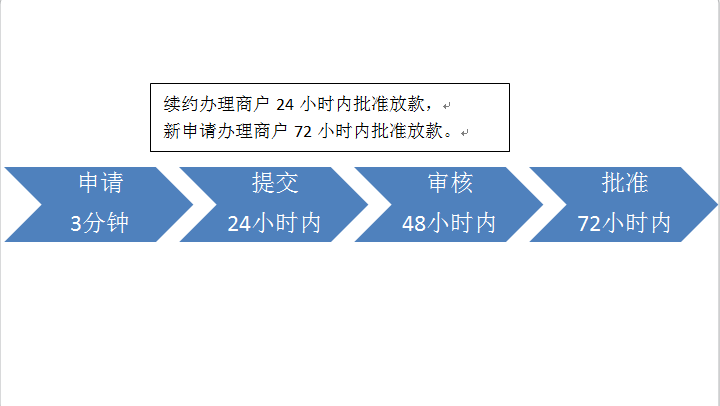 续约办理商户 24 小时内批准放款，
新申请办理商户 72 小时内批准放款。
申请
3分钟
提交
24小时内
审核
48小时内
批准
72小时内